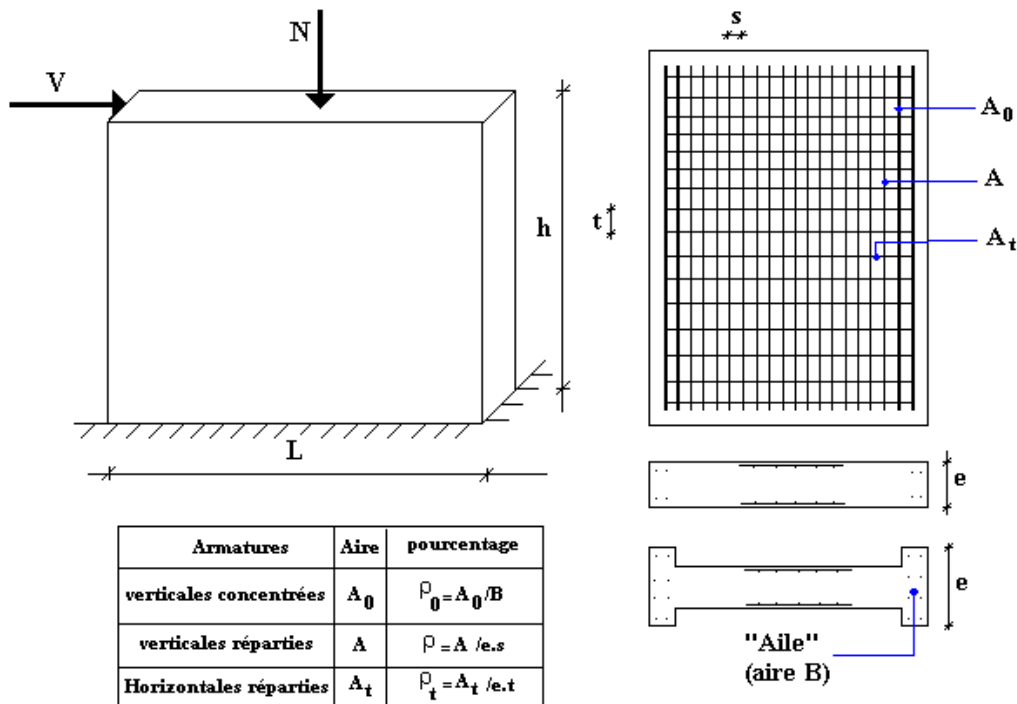 N
V
h
L
s
t
A0
A
At
e
e
"Aile"
(aire B)
Armatures Aire pourcentage
verticales concentrées A0 ρ0=A0/B
verticales réparties A ρ=A /e.s
Horizontales réparties At ρt=At /e.t